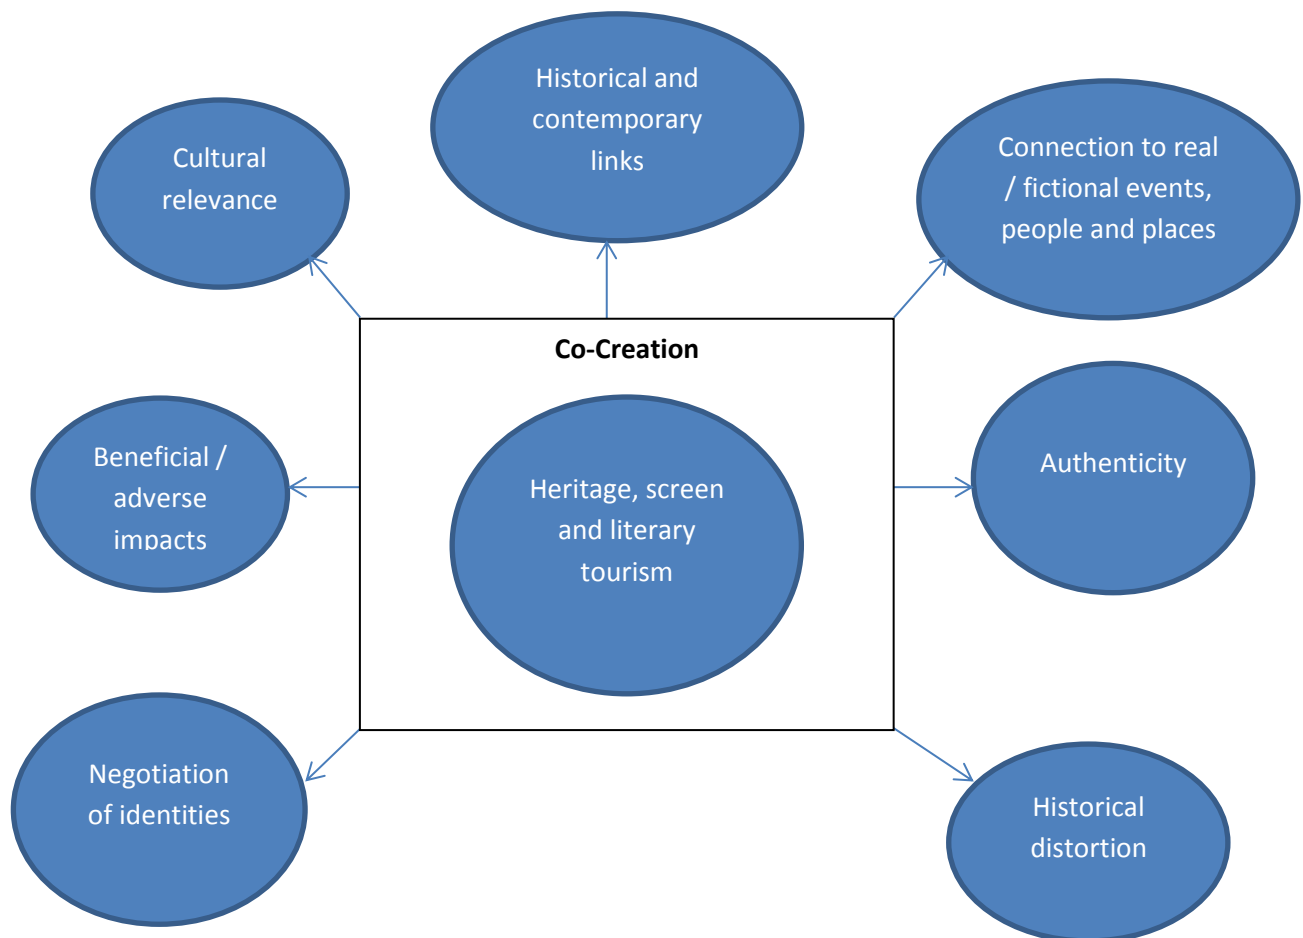 Historical and
contemporary
links
Cultural
relevance
Connection to real
/ fictional events,
people and places
Co-Creation
Heritage, screen
and literary
tourism
Beneficial /
adverse
impacts
Authenticity
Negotiation
of identities
Historical
distortion